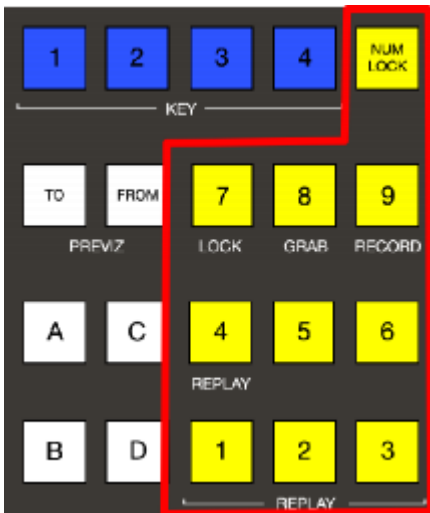 1 2 3 4 NUM LOCK
KEY
TO FROM 7 8 9
PREVIZ LOCK GRAB RECORD
A C 4 5 6
REPLAY
B D 1 2 3
REPLAY